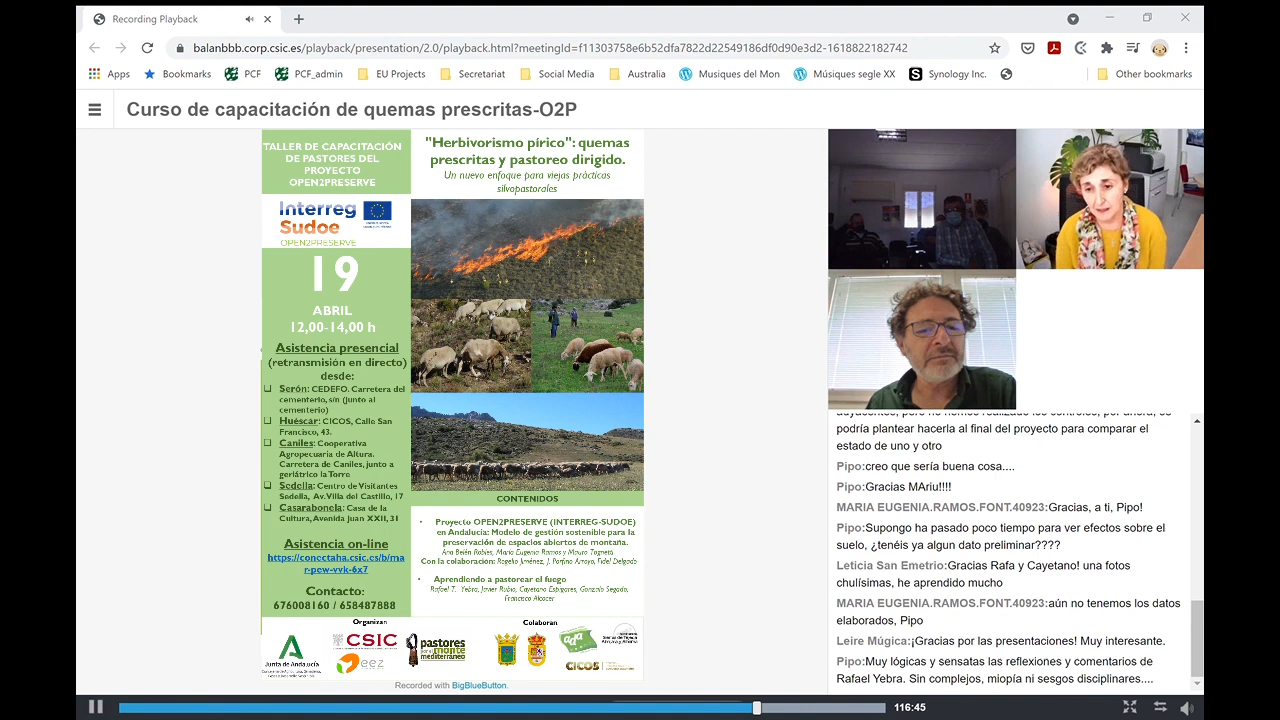 Recording Playback
balanbbb.corp.csic.es/playback/presentation/2.0/playback.html?meetingId=f11303758e6b52dfa7822d22549186df0d90e3d2-1618822182742
Apps Bookmarks PCF PCF_admin EU Projects Secretariat Social Media Australia Musiques del Mon Músiques segle XX Synology Inc. Other bookmarks
Curso de capacitación de quemas prescritas-O2P
TALLER DE CAPACITACIÓN
DE PASTORES DEL
PROYECTO
OPEN2PRESERVE
Interreg
Sudoe
OPEN2PRESERVE
19
ABRIL
12,00-14,00 h
Asistencia presencial
(retransmisión en directo)
desde:
Serón: CEDEFO. Carretera del
cementerio, s/n (junto al
cementerio)
Huéscar: CICOS, Calle San
Francisco, 43.
Caniles: Cooperativa
Agropecuaria de Altura.
Carretera de Caniles, junto a
geriátrico la Torre
Sedella: Centro de Visitantes
Sedella, Av.Villa del Castillo, 17
Casarabonela: Casa de la
Cultura, Avenida Juan XXII, 31
Asistencia on-line
https://conectaha.csic.es/b/ma
r-pew-vvk-6x7
Contacto:
676008160 / 658487888
"Herbivorismo pírico": quemas
prescritas y pastoreo dirigido.
Un nuevo enfoque para viejas prácticas
silvopastorales
CONTENIDOS
Proyecto OPEN2PRESERVE (INTERREG-SUDOE)
en Andalucía: Modelo de gestión sostenible para la
preservación de espacios abiertos de montaña.
Ana Belén Robles, María Eugenia Ramos y Mauro Tognetti
Con la colaboración: Rogelio Jiménez, J. Porfirio Arroyo, Fidel Delgado
Aprendiendo a pastorear el fuego
Rafael T. Yebra, Javier Rubio, Cayetano Espigares, Gonzalo Segado,
Francisco Alcocer
Organizan
Colaboran
Junta de Andalucía
CSIC
eez
pastores
por el monte
mediterráneo
CICOS
Recorded with BigBlueButton.
podría plantear hacerla al final del proyecto para comparar el
estado de uno y otro
Pipo:creo que sería buena cosa....
Pipo:Gracias MAriu!!!!
MARIA EUGENIA.RAMOS.FONT.40923:Gracias, a ti, Pipo!
Pipo:Supongo ha pasado poco tiempo para ver efectos sobre el
suelo, ¿tenéis ya algun dato preliminar????
Leticia San Emetrio:Gracias Rafa y Cayetano! una fotos
chulísimas, he aprendido mucho
MARIA EUGENIA.RAMOS.FONT.40923:aún no tenemos los datos
elaborados, Pipo
Leire Múgica:¡Gracias por las presentaciones! Muy interesante.
Pipo:Muy lógicas y sensatas las reflexiones y comentarios de
Rafael Yebra. Sin complejos, miopía ni sesgos disciplinares....
116:45